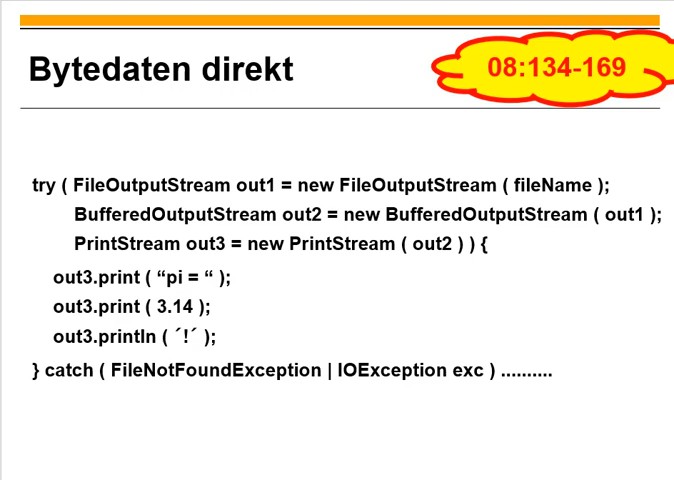 Bytedaten direkt
08:134-169
try ( FileOutputStream out1 = new FileOutputStream ( fileName );
BufferedOutputStream out2 = new BufferedOutputStream ( out1 );
PrintStream out3 = new PrintStream ( out2 ) ) {
out3.print ( “pi = “ );
out3.print ( 3.14 );
out3.println ( ´!´ );
} catch ( FileNotFoundException | IOException exc ) ..........